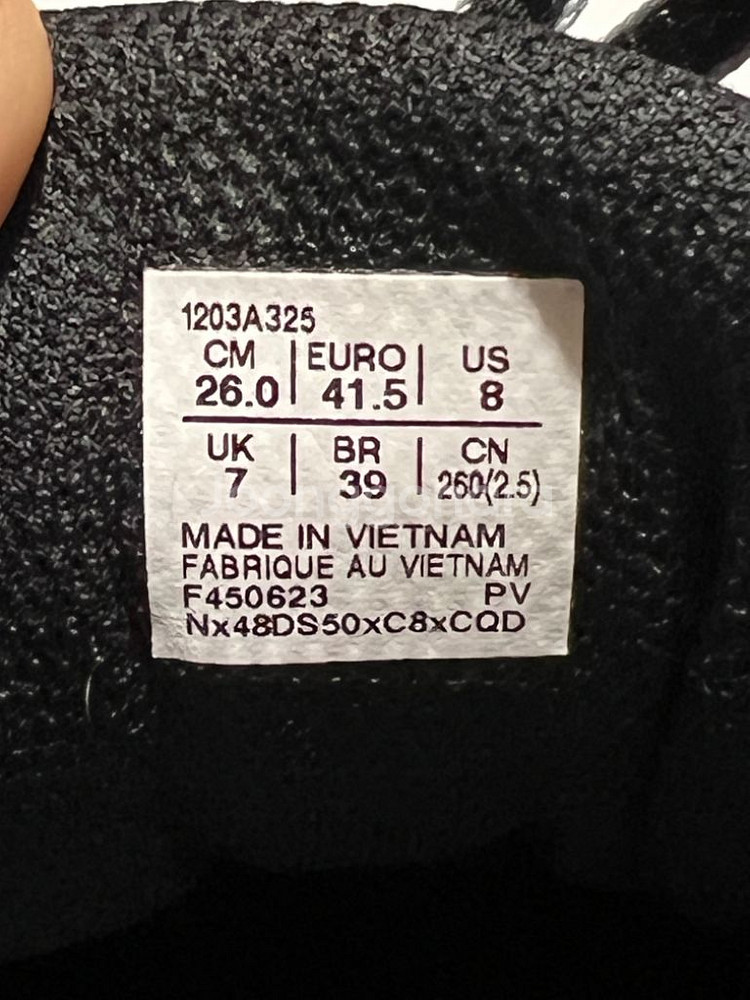 1203A325
CM | EURO | US
26.0 | 41.5 | 8
UK | BR | CN
7 | 39 | 260(2.5)
MADE IN VIETNAM
FABRIQUE AU VIETNAM
F450623 PV
Nx48DS50xC8xCQD